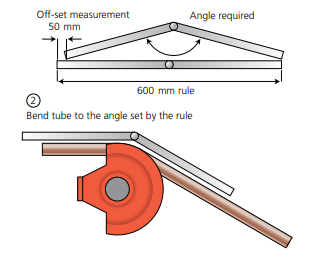 Off-set measurement
50 mm
Angle required
600 mm rule
2
Bend tube to the angle set by the rule